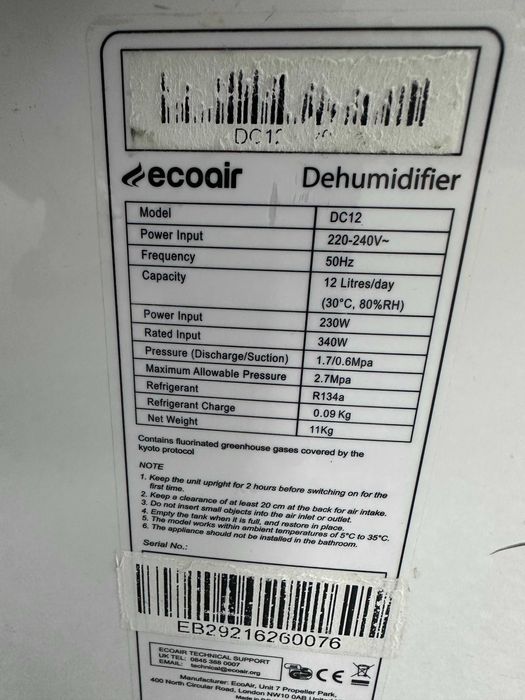 DC12
ecoair Dehumidifier
Model DC12
Power Input 220-240V~
Frequency 50Hz
Capacity 12 Litres/day
(30°C, 80%RH)
Power Input 230W
Rated Input 340W
Pressure (Discharge/Suction) 1.7/0.6Mpa
Maximum Allowable Pressure 2.7Mpa
Refrigerant R134a
Refrigerant Charge 0.09 Kg
Net Weight 11Kg
Contains fluorinated greenhouse gases covered by the
kyoto protocol
NOTE
1. Keep the unit upright for 2 hours before switching on for the
first time.
2. Keep a clearance of at least 20 cm at the back for air intake.
3. Do not insert small objects into the air inlet or outlet.
4. Empty the tank when it is full, and restore in place.
5. The model works within ambient temperatures of 5°C to 35°C.
6. The appliance should not be installed in the bathroom.
Serial No.:
EB29216260076
ECOAIR TECHNICAL SUPPORT
UK TEL: 0845 388 0007
EMAIL: technical@ecoair.org
CE
Manufacturer: EcoAir, Unit 7 Propeller Park,
400 North Circular Road, London NW10 0AB